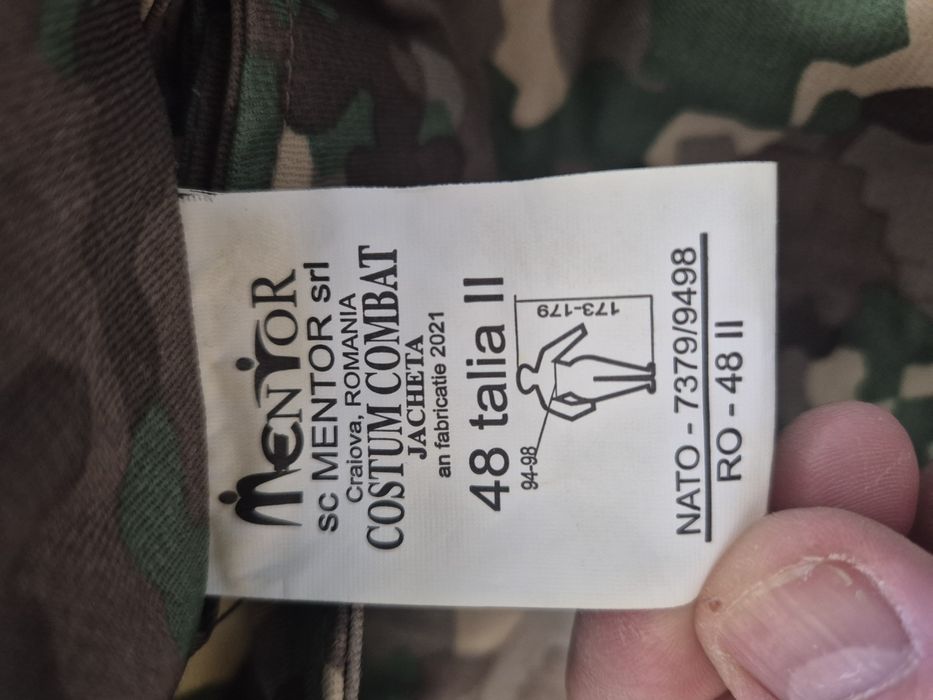 MENTOR
SC MENTOR srl
Craiova, ROMANIA
COSTUM COMBAT
JACHETA
an fabricatie 2021
48 talia II
173-179
94-98
NATO - 7379/9498
RO - 48 II